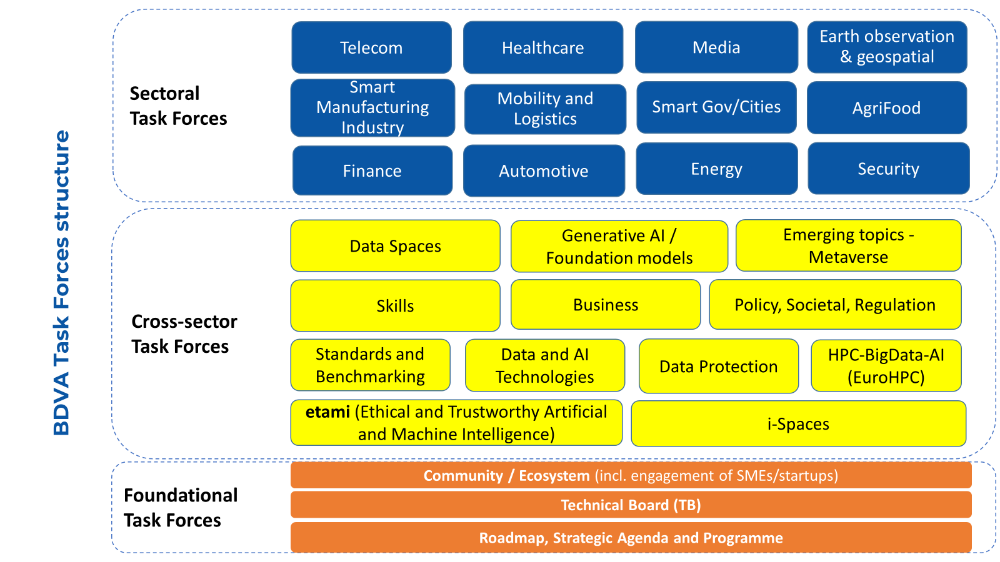 BDVA Task Forces structure
Sectoral
Task Forces
Telecom
Healthcare
Media
Earth observation
& geospatial
Smart
Manufacturing
Industry
Mobility and
Logistics
Smart Gov/Cities
AgriFood
Finance
Automotive
Energy
Security
Cross-sector
Task Forces
Data Spaces
Generative AI /
Foundation models
Emerging topics -
Metaverse
Skills
Business
Policy, Societal, Regulation
Standards and
Benchmarking
Data and AI
Technologies
Data Protection
HPC-BigData-AI
(EuroHPC)
etami (Ethical and Trustworthy Artificial
and Machine Intelligence)
i-Spaces
Foundational
Task Forces
Community / Ecosystem (incl. engagement of SMEs/startups)
Technical Board (TB)
Roadmap, Strategic Agenda and Programme